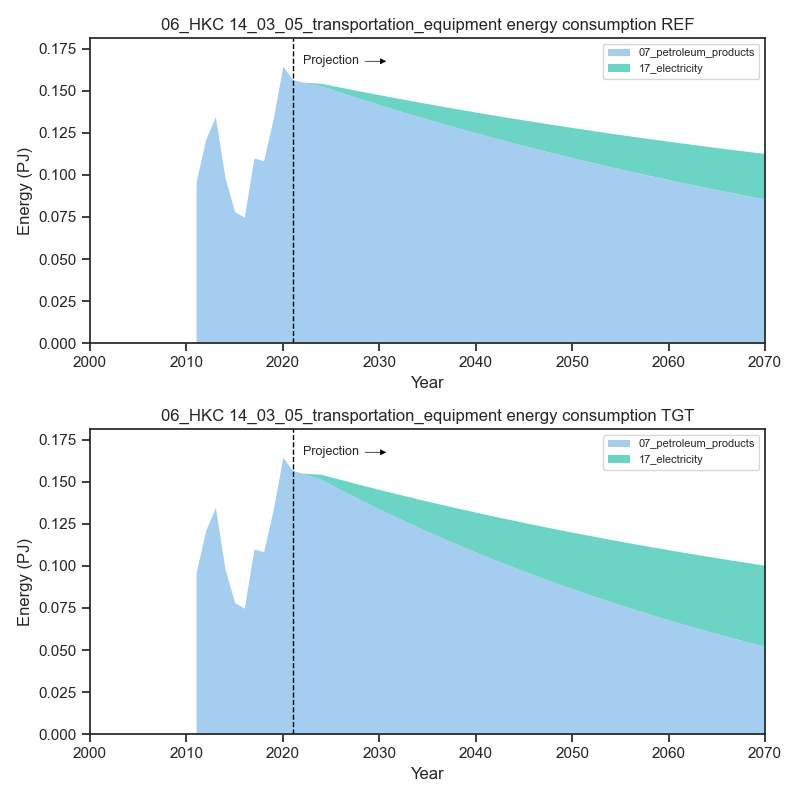 06_HKC 14_03_05_transportation_equipment energy consumption REF
0.175
0.150
0.125
0.100
0.075
0.050
0.025
0.000
Energy (PJ)
Projection
07_petroleum_products
17_electricity
2000 2010 2020 2030 2040 2050 2060 2070
Year
06_HKC 14_03_05_transportation_equipment energy consumption TGT
0.175
0.150
0.125
0.100
0.075
0.050
0.025
0.000
Energy (PJ)
Projection
07_petroleum_products
17_electricity
2000 2010 2020 2030 2040 2050 2060 2070
Year